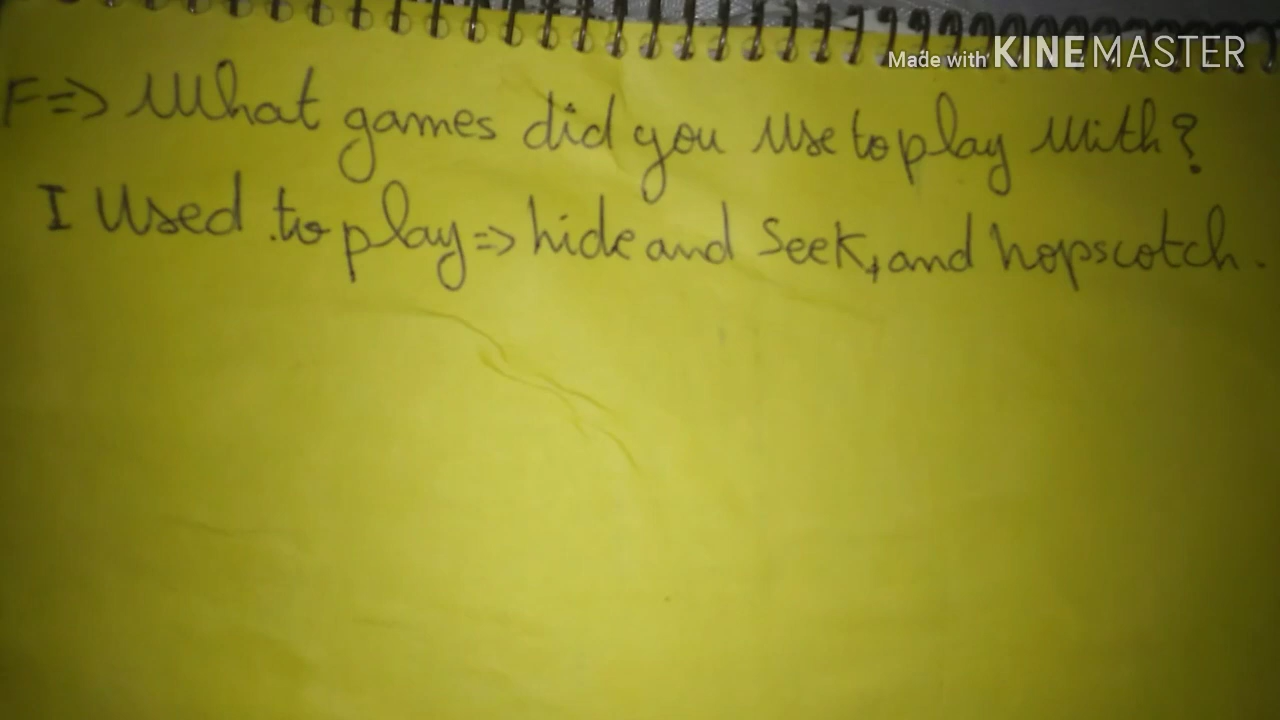 Made with KINEMASTER
F=> What games did you use to play with?
I Used to play => hide and Seek, and hopscotch.